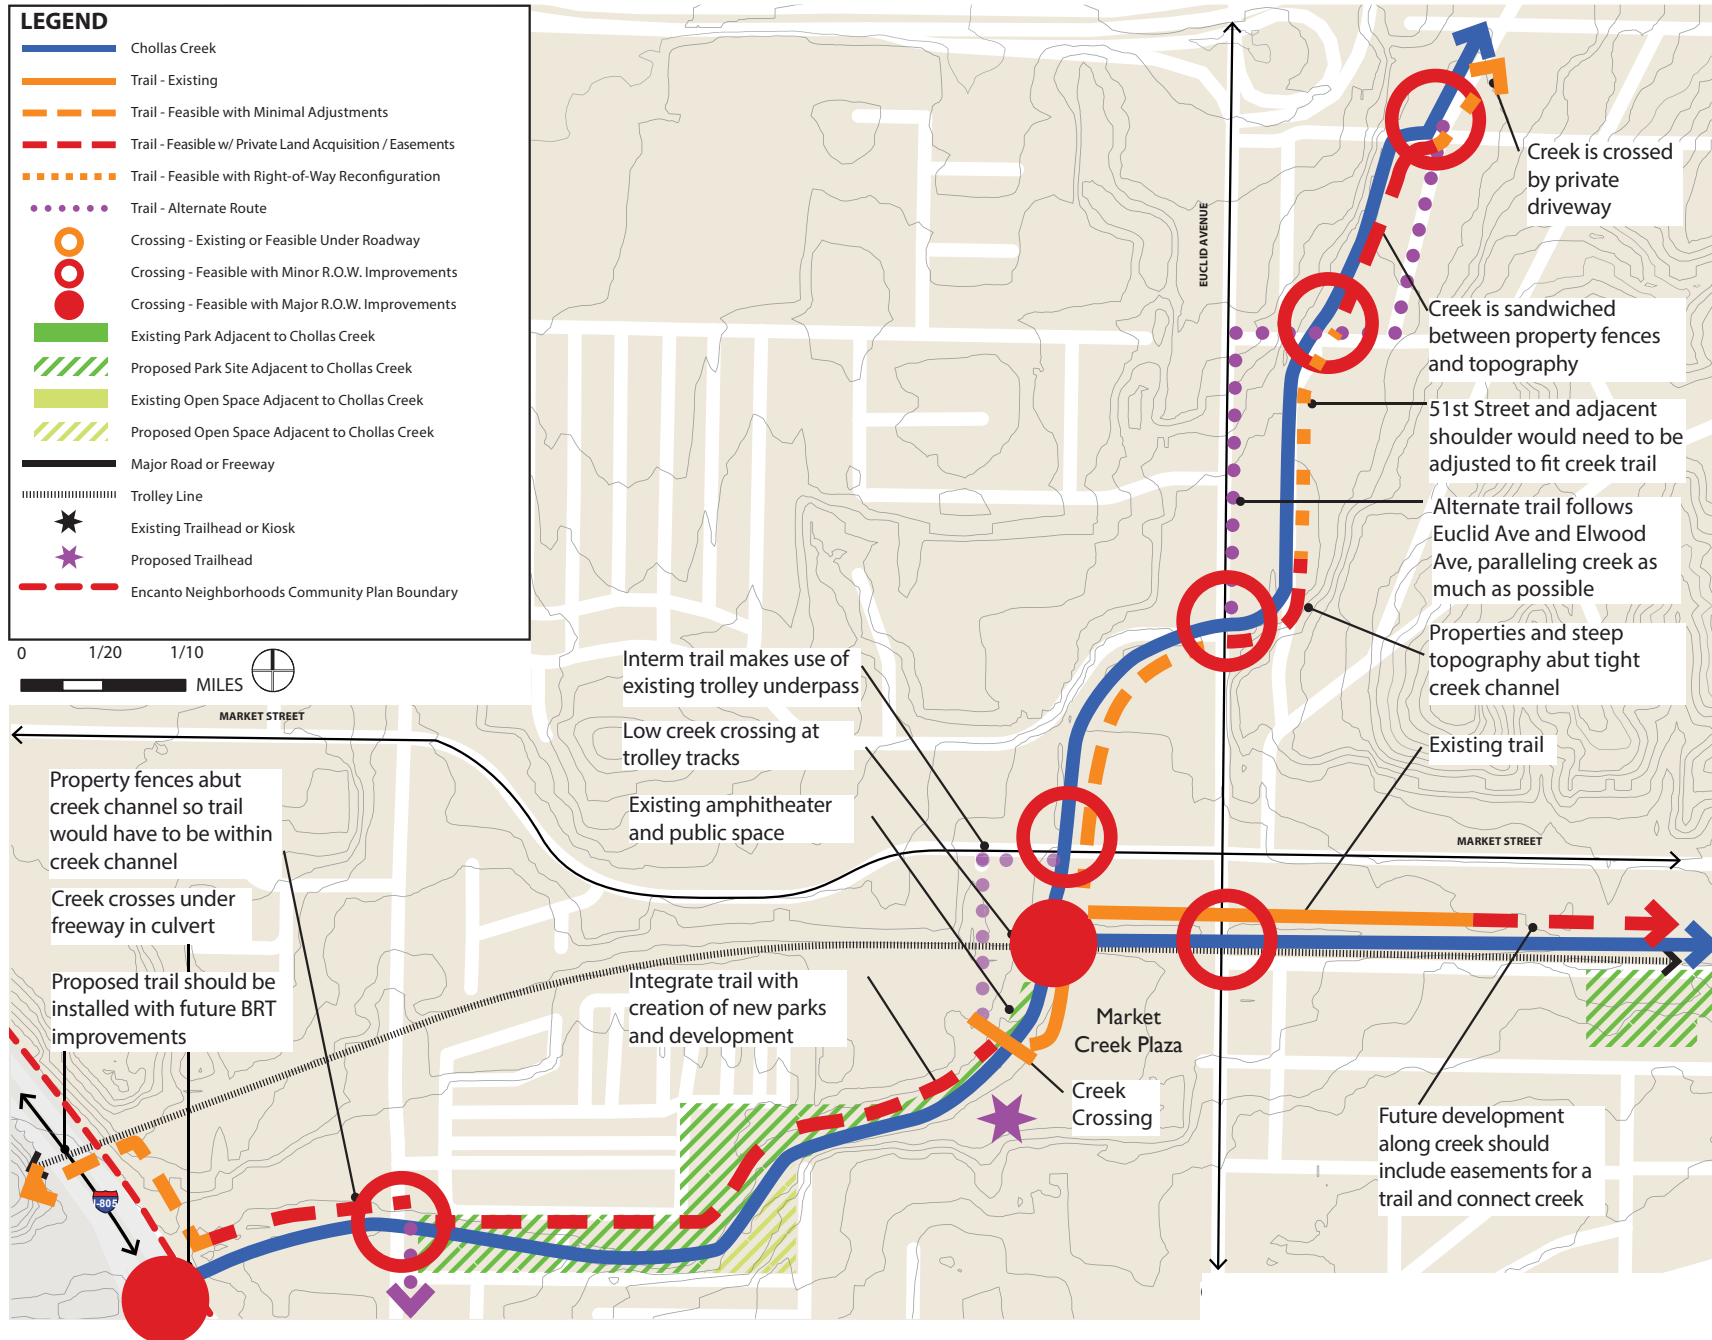 LEGEND
Chollas Creek
Trail - Existing
Trail - Feasible with Minimal Adjustments
Trail - Feasible w/ Private Land Acquisition / Easements
Trail - Feasible with Right-of-Way Reconfiguration
Trail - Alternate Route
Crossing - Existing or Feasible Under Roadway
Crossing - Feasible with Minor R.O.W. Improvements
Crossing - Feasible with Major R.O.W. Improvements
Existing Park Adjacent to Chollas Creek
Proposed Park Site Adjacent to Chollas Creek
Existing Open Space Adjacent to Chollas Creek
Proposed Open Space Adjacent to Chollas Creek
Major Road or Freeway
Trolley Line
Existing Trailhead or Kiosk
Proposed Trailhead
Encanto Neighborhoods Community Plan Boundary
0 1/20 1/10
MILES
MARKET STREET
EUCLID AVENUE
Creek is crossed
by private
driveway
Creek is sandwiched
between property fences
and topography
51st Street and adjacent
shoulder would need to be
adjusted to fit creek trail
Alternate trail follows
Euclid Ave and Elwood
Ave, paralleling creek as
much as possible
Properties and steep
topography abut tight
creek channel
Existing trail
MARKET STREET
Interm trail makes use of
existing trolley underpass
Low creek crossing at
trolley tracks
Existing amphitheater
and public space
Integrate trail with
creation of new parks
and development
Property fences abut
creek channel so trail
would have to be within
creek channel
Creek crosses under
freeway in culvert
Proposed trail should be
installed with future BRT
improvements
I-805
Market
Creek Plaza
Creek
Crossing
Future development
along creek should
include easements for a
trail and connect creek